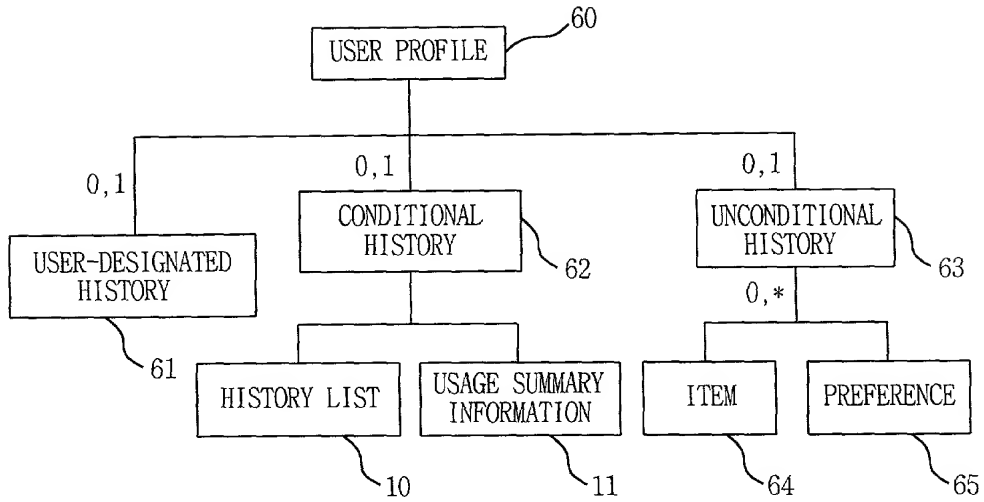 60
USER PROFILE
0,1
0,1
0,1
CONDITIONAL
HISTORY
UNCONDITIONAL
HISTORY
USER-DESIGNATED
HISTORY
62
63
0,*
61
HISTORY LIST
USAGE SUMMARY
INFORMATION
ITEM
PREFERENCE
10
11
64
65